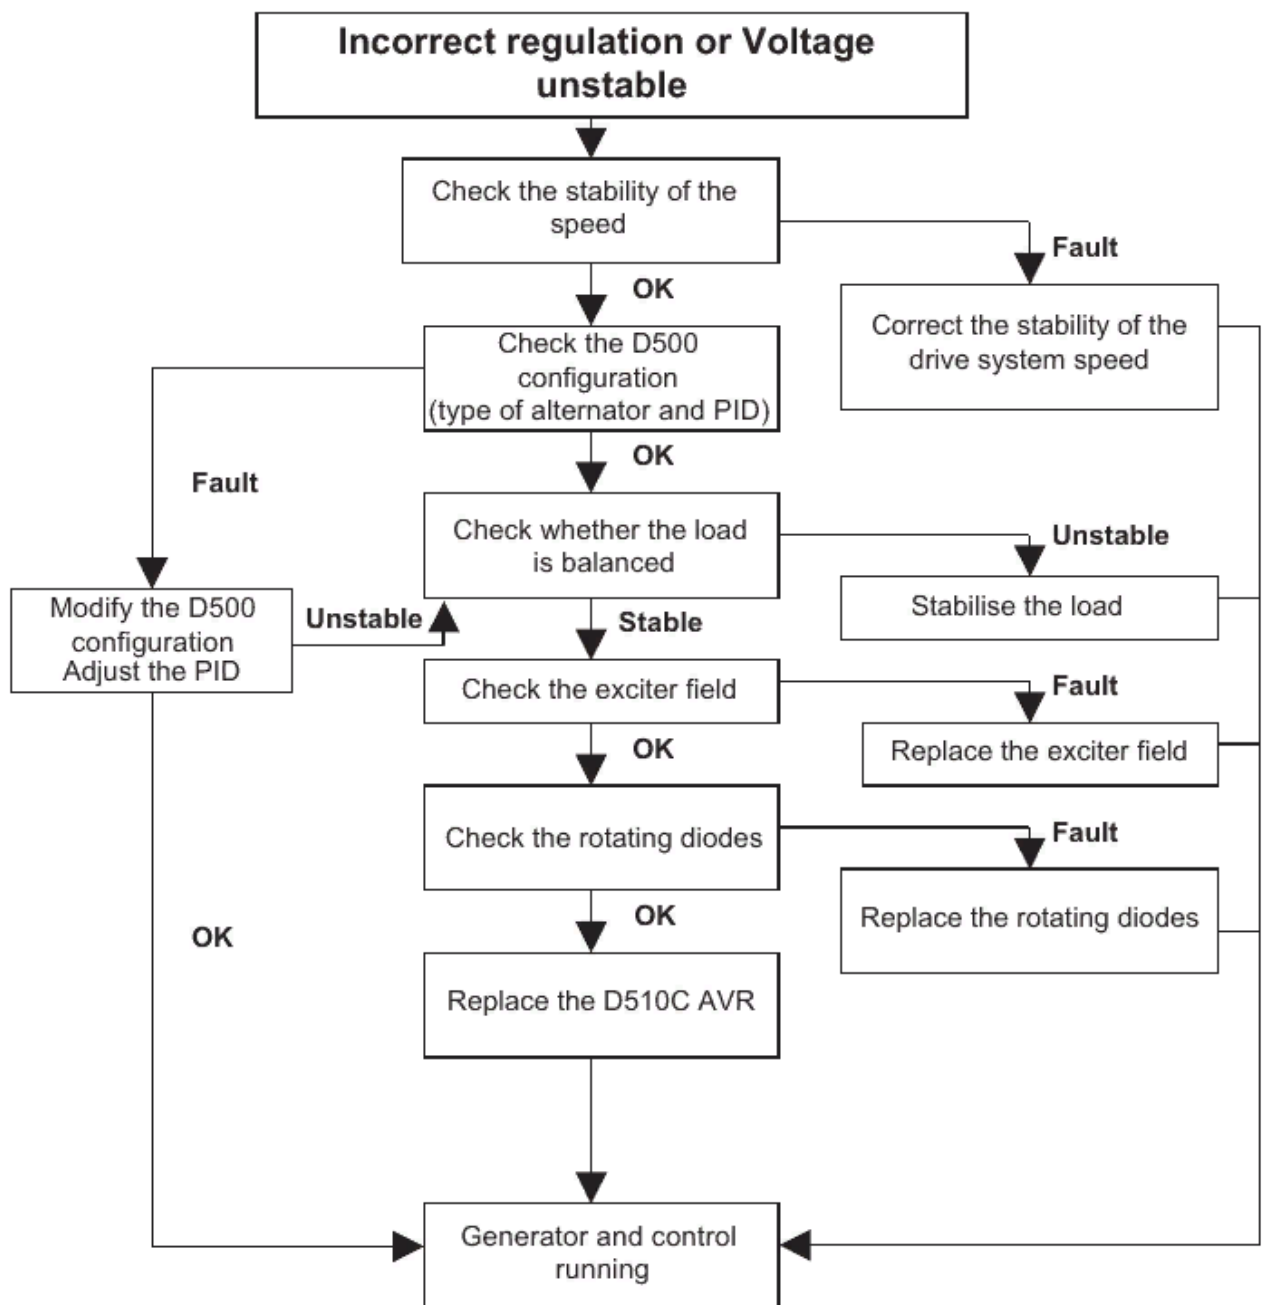 Incorrect regulation or Voltage
unstable
Check the stability of the
speed
Fault
OK
Correct the stability of the
drive system speed
Check the D500
configuration
(type of alternator and PID)
OK
Fault
Check whether the load
is balanced
Unstable
Modify the D500
configuration
Adjust the PID
Unstable
Stable
Stabilise the load
Check the exciter field
Fault
OK
Replace the exciter field
Check the rotating diodes
Fault
OK
Replace the rotating diodes
OK
Replace the D510C AVR
Generator and control
running